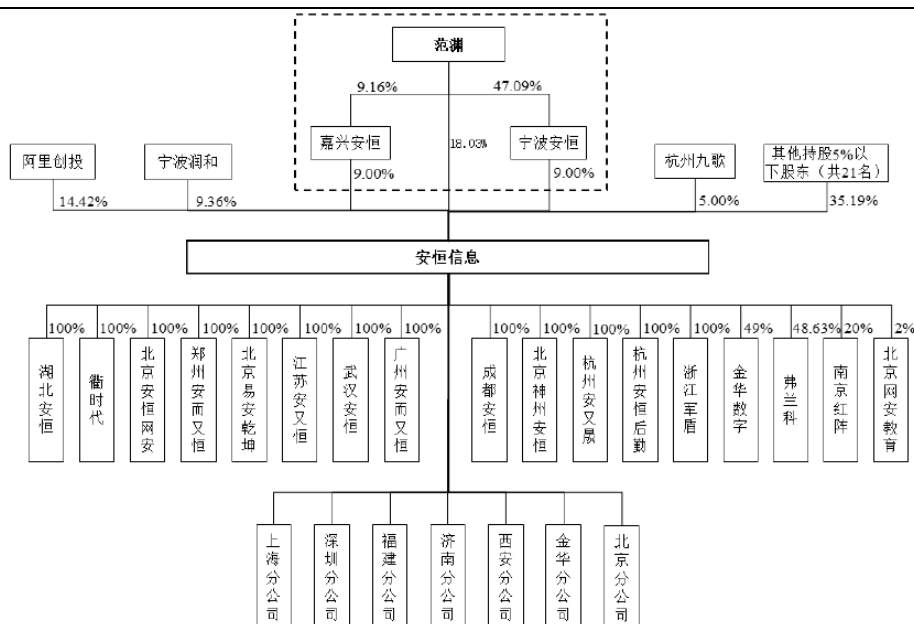 范渊
9.16%
47.09%
嘉兴安恒
18.03%
宁波安恒
阿里创投
宁波润和
杭州九歌
其他持股5%以
下股东（共21名）
14.42%
9.36%
9.00%
9.00%
5.00%
35.19%
安恒信息
100%
100%
100%
100%
100%
100%
100%
100%
100%
100%
100%
100%
100%
49%
48.63%
20%
2%
湖北安恒
衢时代
北京安恒网安
郑州安而又恒
北京易安乾坤
江苏安又恒
武汉安恒
广州安而又恒
成都安恒
北京神州安恒
杭州安又晟
杭州安恒后勤
浙江军盾
金华数字
弗兰科
南京红阵
北京网安教育
上海分公司
深圳分公司
福建分公司
济南分公司
西安分公司
金华分公司
北京分公司